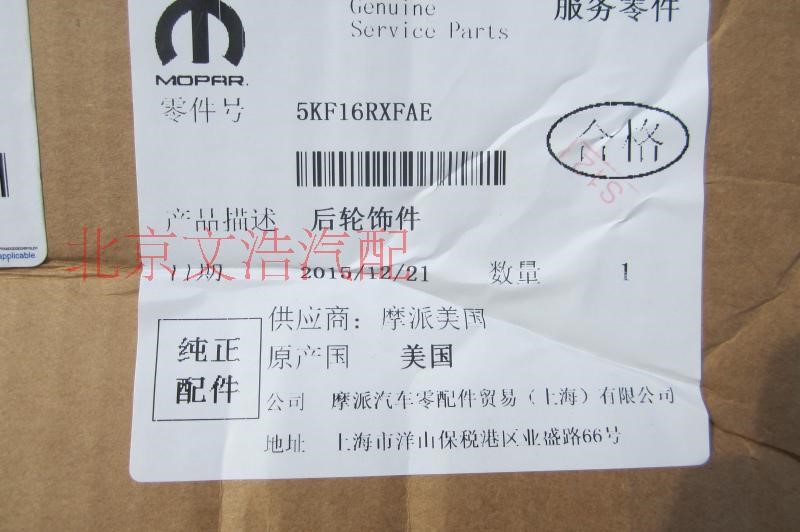 Genuine
Service Parts
服务零件
MOPAR.
零件号 5KF16RXFAE
合格
产品描述 后轮饰件
北京文浩汽配
日期 2015/12/21 数量 1
供应商：摩派美国
纯正
配件
原产国 美国
公司 摩派汽车零配件贸易（上海）有限公司
地址 上海市洋山保税港区业盛路66号
applicable